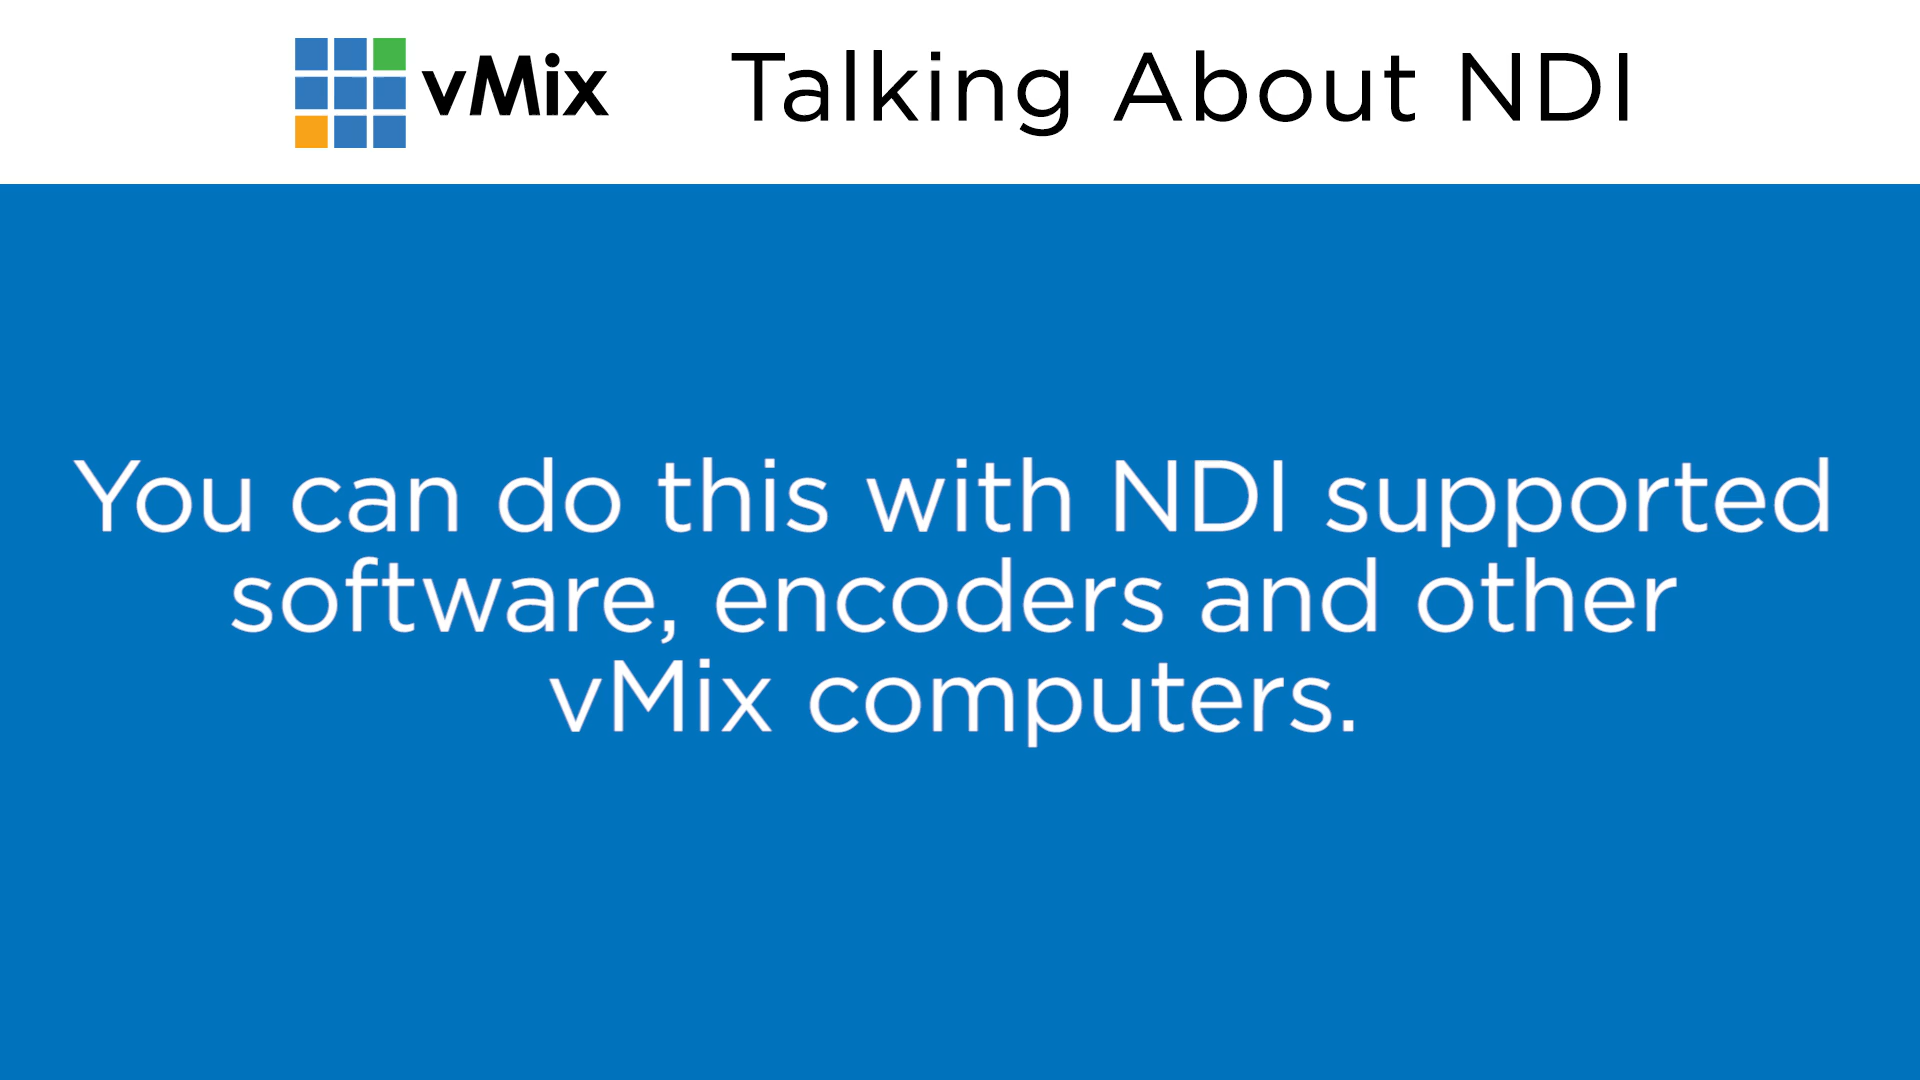 vMix Talking About NDI
You can do this with NDI supported
software, encoders and other
vMix computers.